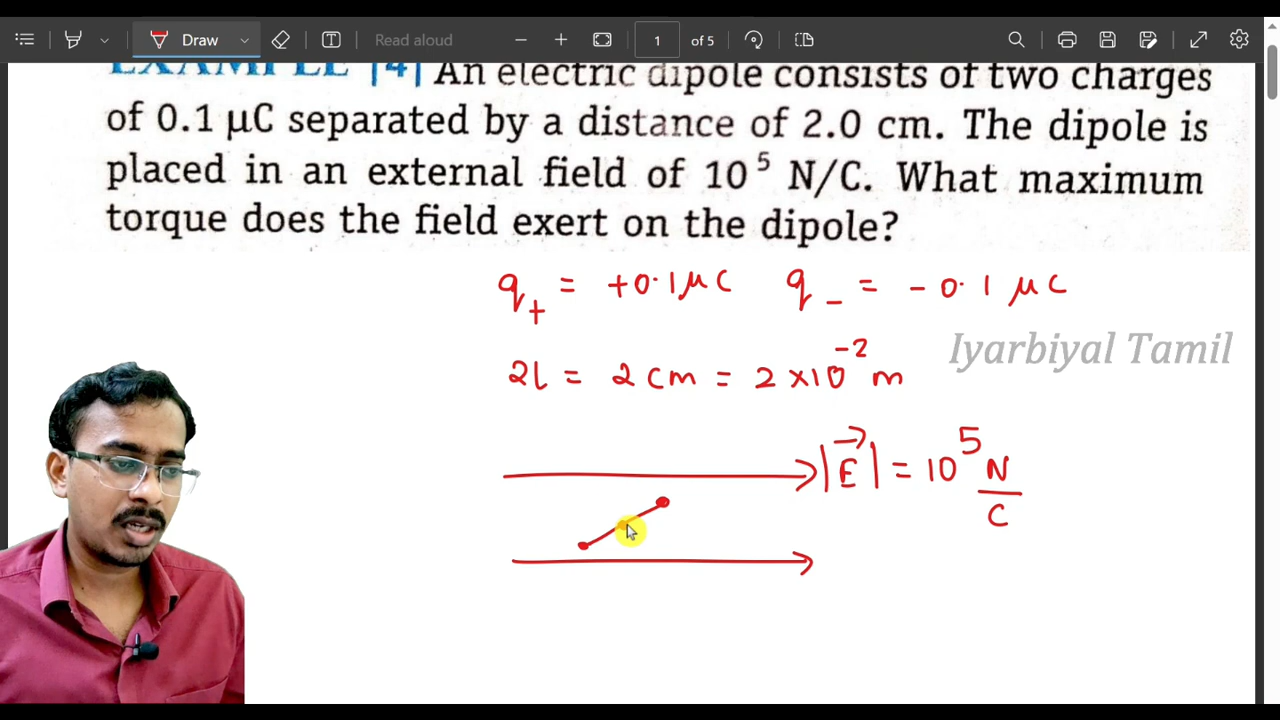 Draw
Read aloud
1 of 5
EXAMPLE |4| An electric dipole consists of two charges
of 0.1 μC separated by a distance of 2.0 cm. The dipole is
placed in an external field of 10⁵ N/C. What maximum
torque does the field exert on the dipole?
q₊ = +0.1 μC q₋ = -0.1 μC
Iyarbiyal Tamil
2l = 2 cm = 2×10⁻² m
|E⃗| = 10⁵ N/C